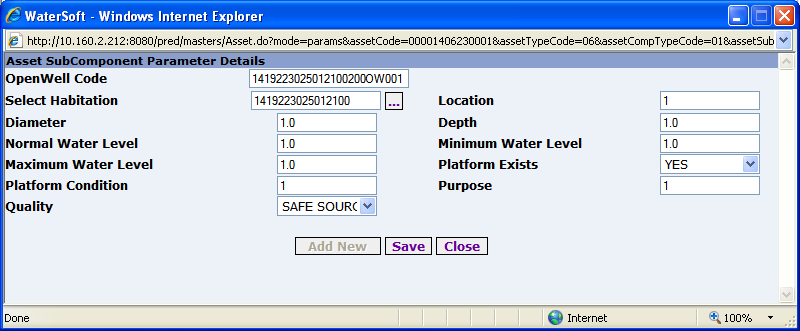 WaterSoft - Windows Internet Explorer
http://10.160.2.212:8080/pred/masters/Asset.do?mode=params&assetCode=00001406230001&assetTypeCode=06&assetCompTypeCode=01&assetSub
Asset SubComponent Parameter Details
OpenWell Code 1419223025012100200OW001
Select Habitation 1419223025012100 ... Location 1
Diameter 1.0 Depth 1.0
Normal Water Level 1.0 Minimum Water Level 1.0
Maximum Water Level 1.0 Platform Exists YES
Platform Condition 1 Purpose 1
Quality SAFE SOURC
Add New Save Close
Done Internet 100%